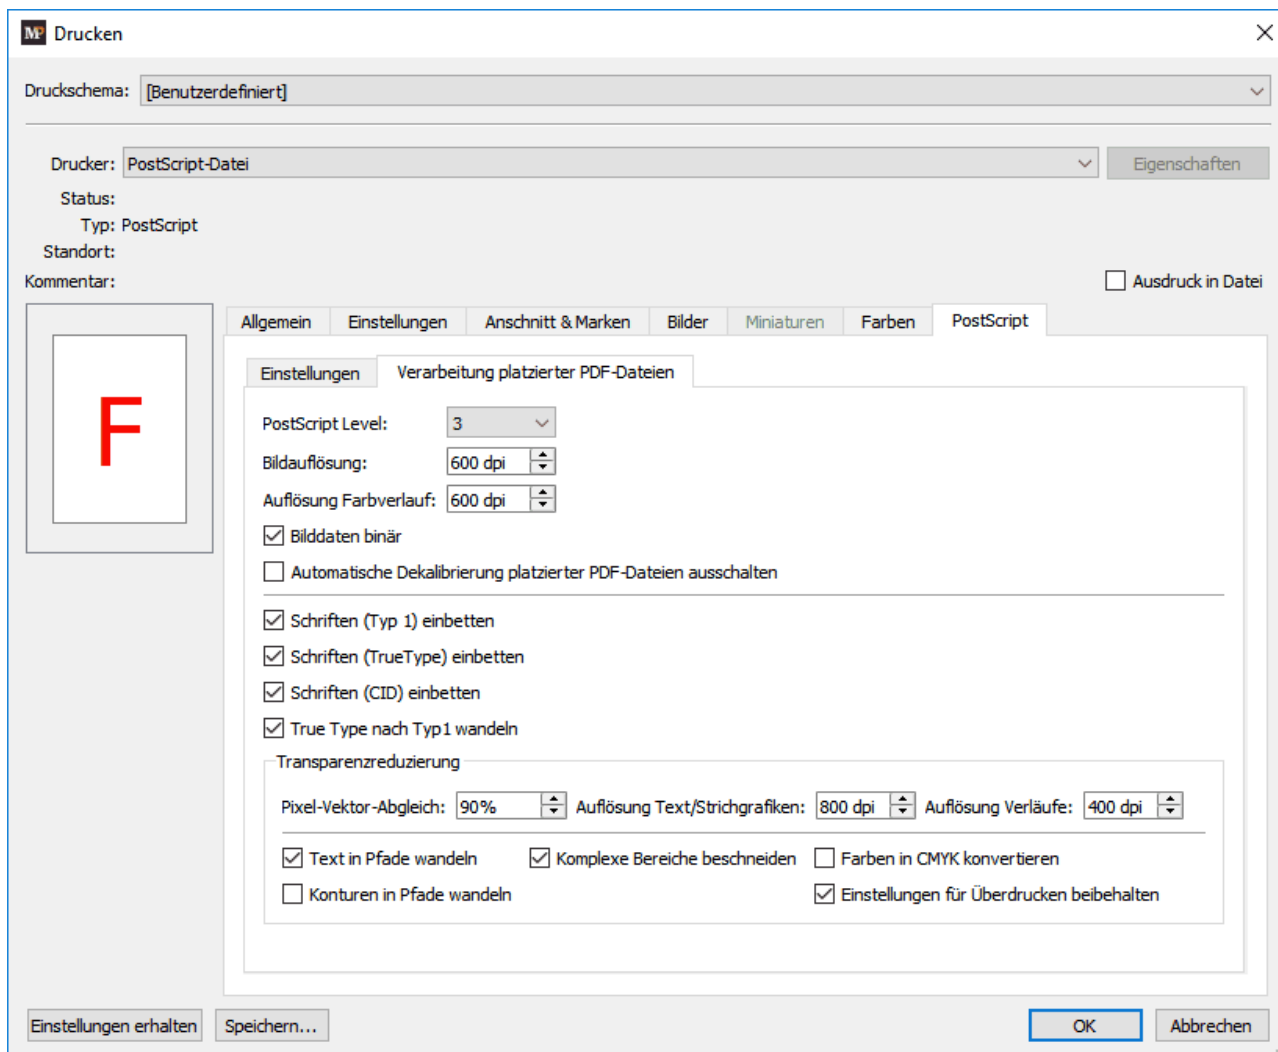 MP Drucken
Druckschema: [Benutzerdefiniert]
Drucker: PostScript-Datei Eigenschaften
Status:
Typ: PostScript
Standort:
Kommentar: Ausdruck in Datei
Allgemein Einstellungen Anschnitt & Marken Bilder Miniaturen Farben PostScript
Einstellungen Verarbeitung platzierter PDF-Dateien
F
PostScript Level: 3
Bildauflösung: 600 dpi
Auflösung Farbverlauf: 600 dpi
Bilddaten binär
Automatische Dekalibrierung platzierter PDF-Dateien ausschalten
Schriften (Typ 1) einbetten
Schriften (TrueType) einbetten
Schriften (CID) einbetten
True Type nach Typ1 wandeln
Transparenzreduzierung
Pixel-Vektor-Abgleich: 90% Auflösung Text/Strichgrafiken: 800 dpi Auflösung Verläufe: 400 dpi
Text in Pfade wandeln Komplexe Bereiche beschneiden Farben in CMYK konvertieren
Konturen in Pfade wandeln Einstellungen für Überdrucken beibehalten
Einstellungen erhalten Speichern... OK Abbrechen